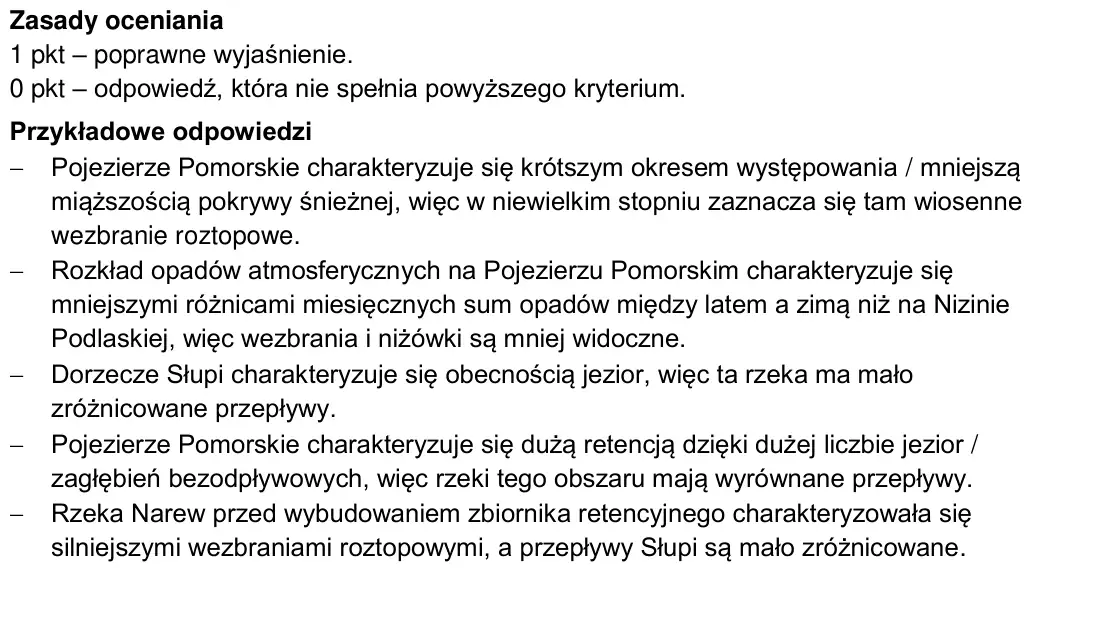 Zasady oceniania
1 pkt – poprawne wyjaśnienie.
0 pkt – odpowiedź, która nie spełnia powyższego kryterium.
Przykładowe odpowiedzi
– Pojezierze Pomorskie charakteryzuje się krótszym okresem występowania / mniejszą
miąższością pokrywy śnieżnej, więc w niewielkim stopniu zaznacza się tam wiosenne
wezbranie roztopowe.
– Rozkład opadów atmosferycznych na Pojezierzu Pomorskim charakteryzuje się
mniejszymi różnicami miesięcznych sum opadów między latem a zimą niż na Nizinie
Podlaskiej, więc wezbrania i niżówki są mniej widoczne.
– Dorzecze Słupi charakteryzuje się obecnością jezior, więc ta rzeka ma mało
zróżnicowane przepływy.
– Pojezierze Pomorskie charakteryzuje się dużą retencją dzięki dużej liczbie jezior /
zagłębień bezodpływowych, więc rzeki tego obszaru mają wyrównane przepływy.
– Rzeka Narew przed wybudowaniem zbiornika retencyjnego charakteryzowała się
silniejszymi wezbraniami roztopowymi, a przepływy Słupi są mało zróżnicowane.